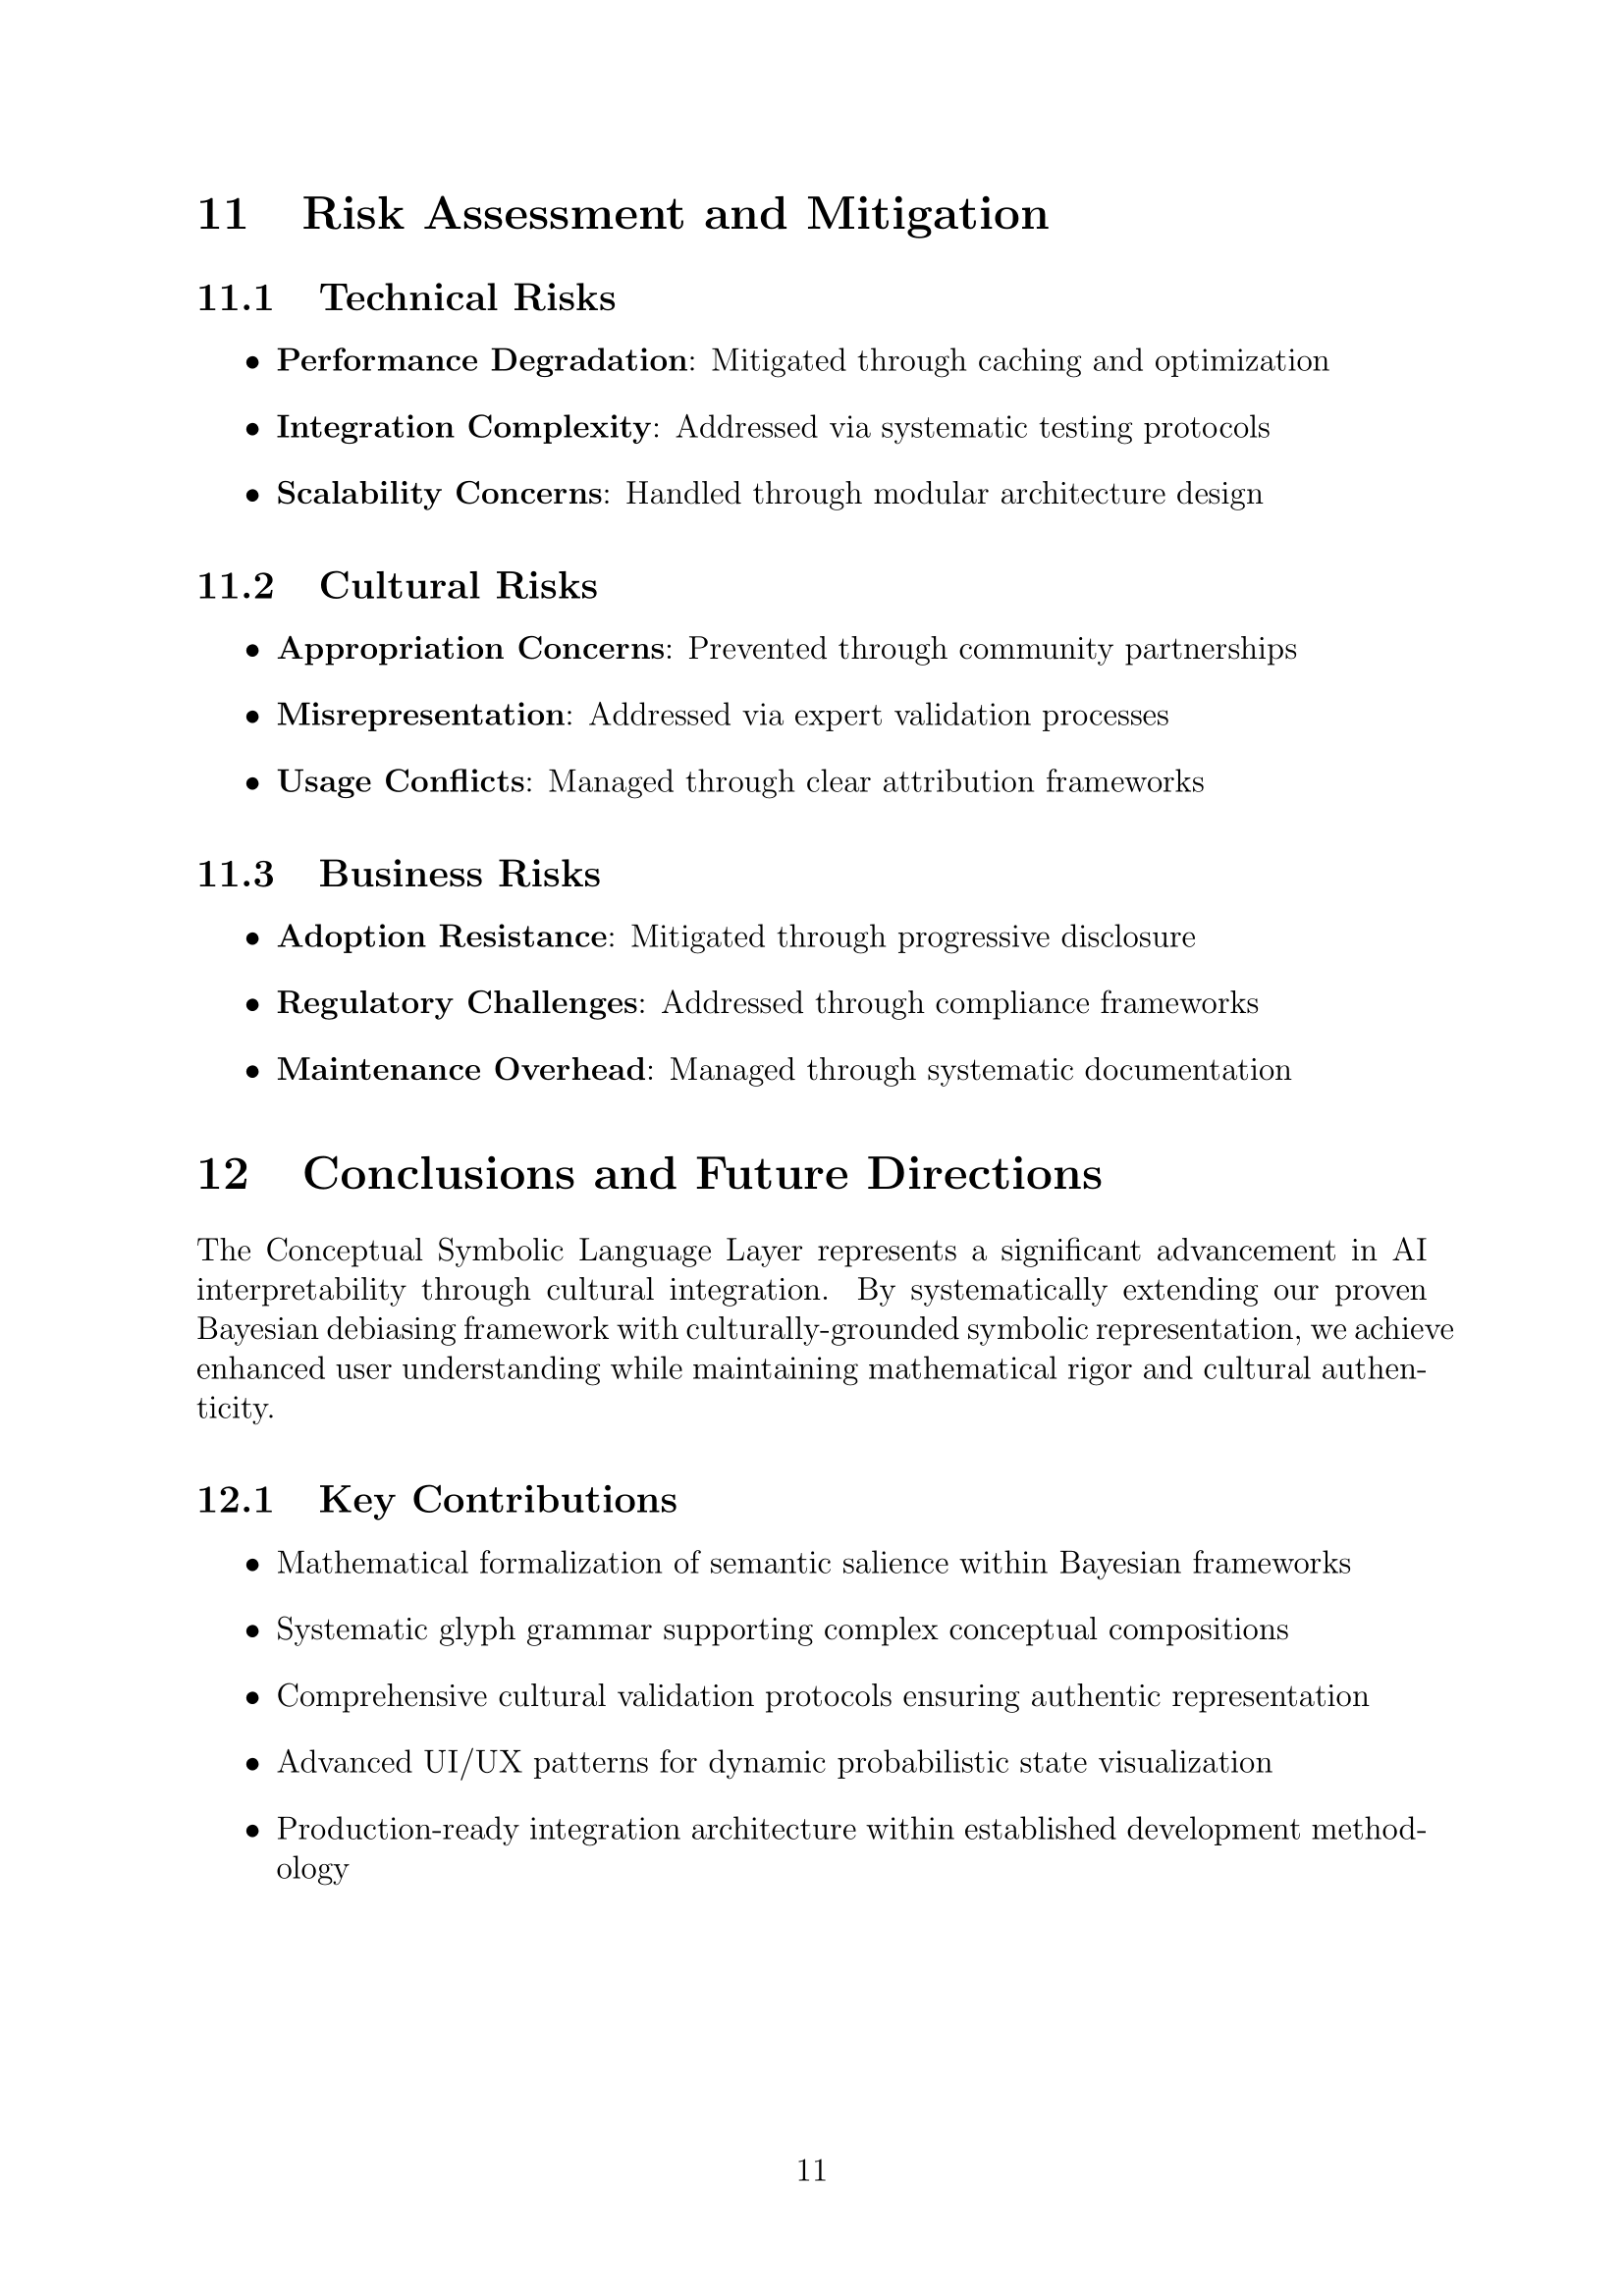 11 Risk Assessment and Mitigation
11.1 Technical Risks
• Performance Degradation: Mitigated through caching and optimization
• Integration Complexity: Addressed via systematic testing protocols
• Scalability Concerns: Handled through modular architecture design
11.2 Cultural Risks
• Appropriation Concerns: Prevented through community partnerships
• Misrepresentation: Addressed via expert validation processes
• Usage Conflicts: Managed through clear attribution frameworks
11.3 Business Risks
• Adoption Resistance: Mitigated through progressive disclosure
• Regulatory Challenges: Addressed through compliance frameworks
• Maintenance Overhead: Managed through systematic documentation
12 Conclusions and Future Directions
The Conceptual Symbolic Language Layer represents a significant advancement in AI
interpretability through cultural integration. By systematically extending our proven
Bayesian debiasing framework with culturally-grounded symbolic representation, we achieve
enhanced user understanding while maintaining mathematical rigor and cultural authen-
ticity.
12.1 Key Contributions
• Mathematical formalization of semantic salience within Bayesian frameworks
• Systematic glyph grammar supporting complex conceptual compositions
• Comprehensive cultural validation protocols ensuring authentic representation
• Advanced UI/UX patterns for dynamic probabilistic state visualization
• Production-ready integration architecture within established development method-
ology
11